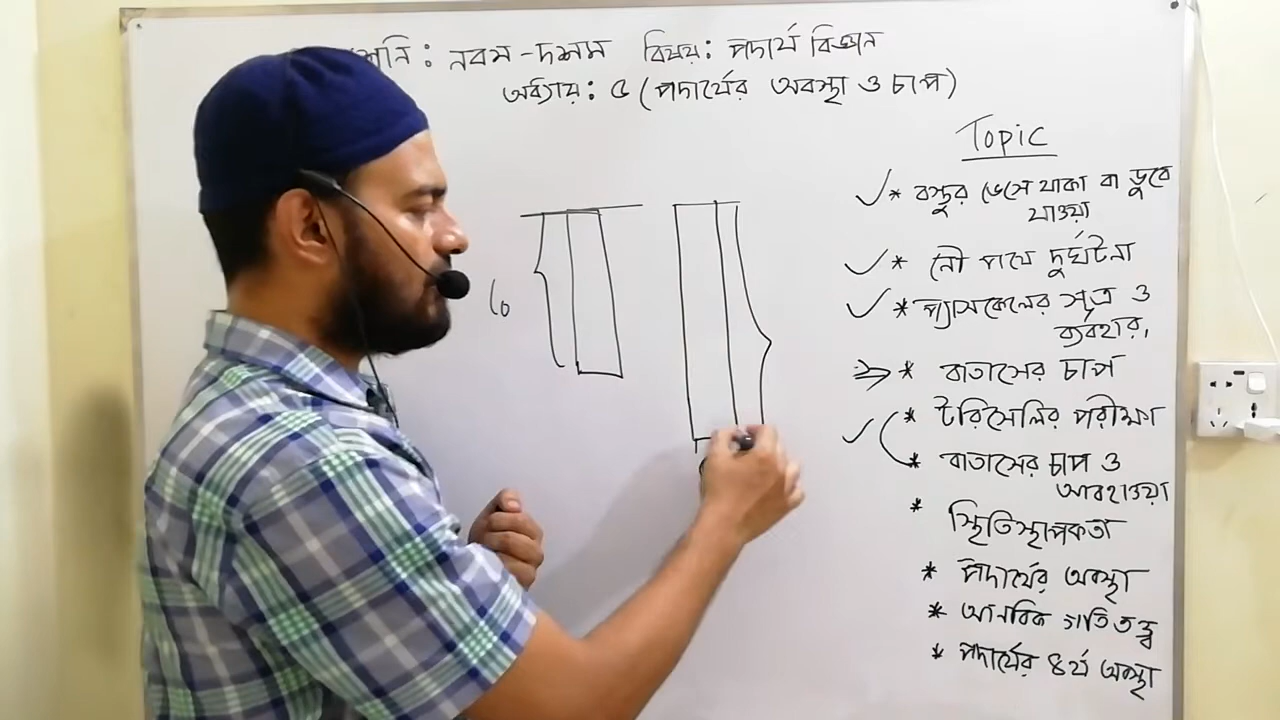 শ্রেনি : নবম - দশম বিষয় : পদার্থ বিজ্ঞান
অধ্যায় : ৫ (পদার্থের অবস্থা ও চাপ)
Topic
✓ * বস্তুর ভেসে থাকা বা ডুবে
যাওয়া
✓ * নৌ পথে দুর্ঘটনা
✓ * প্যাসকেলের সূত্র ও
ব্যবহার,
⇒ * বাতাসের চাপ
✓ * টরিসেলির পরীক্ষা
* বাতাসের চাপ ও
আবহাওয়া
* স্থিতিস্থাপকতা
* পদার্থের অবস্থা
* আনবিক গতিতত্ত্ব
* পদার্থের ৪র্থ অবস্থা